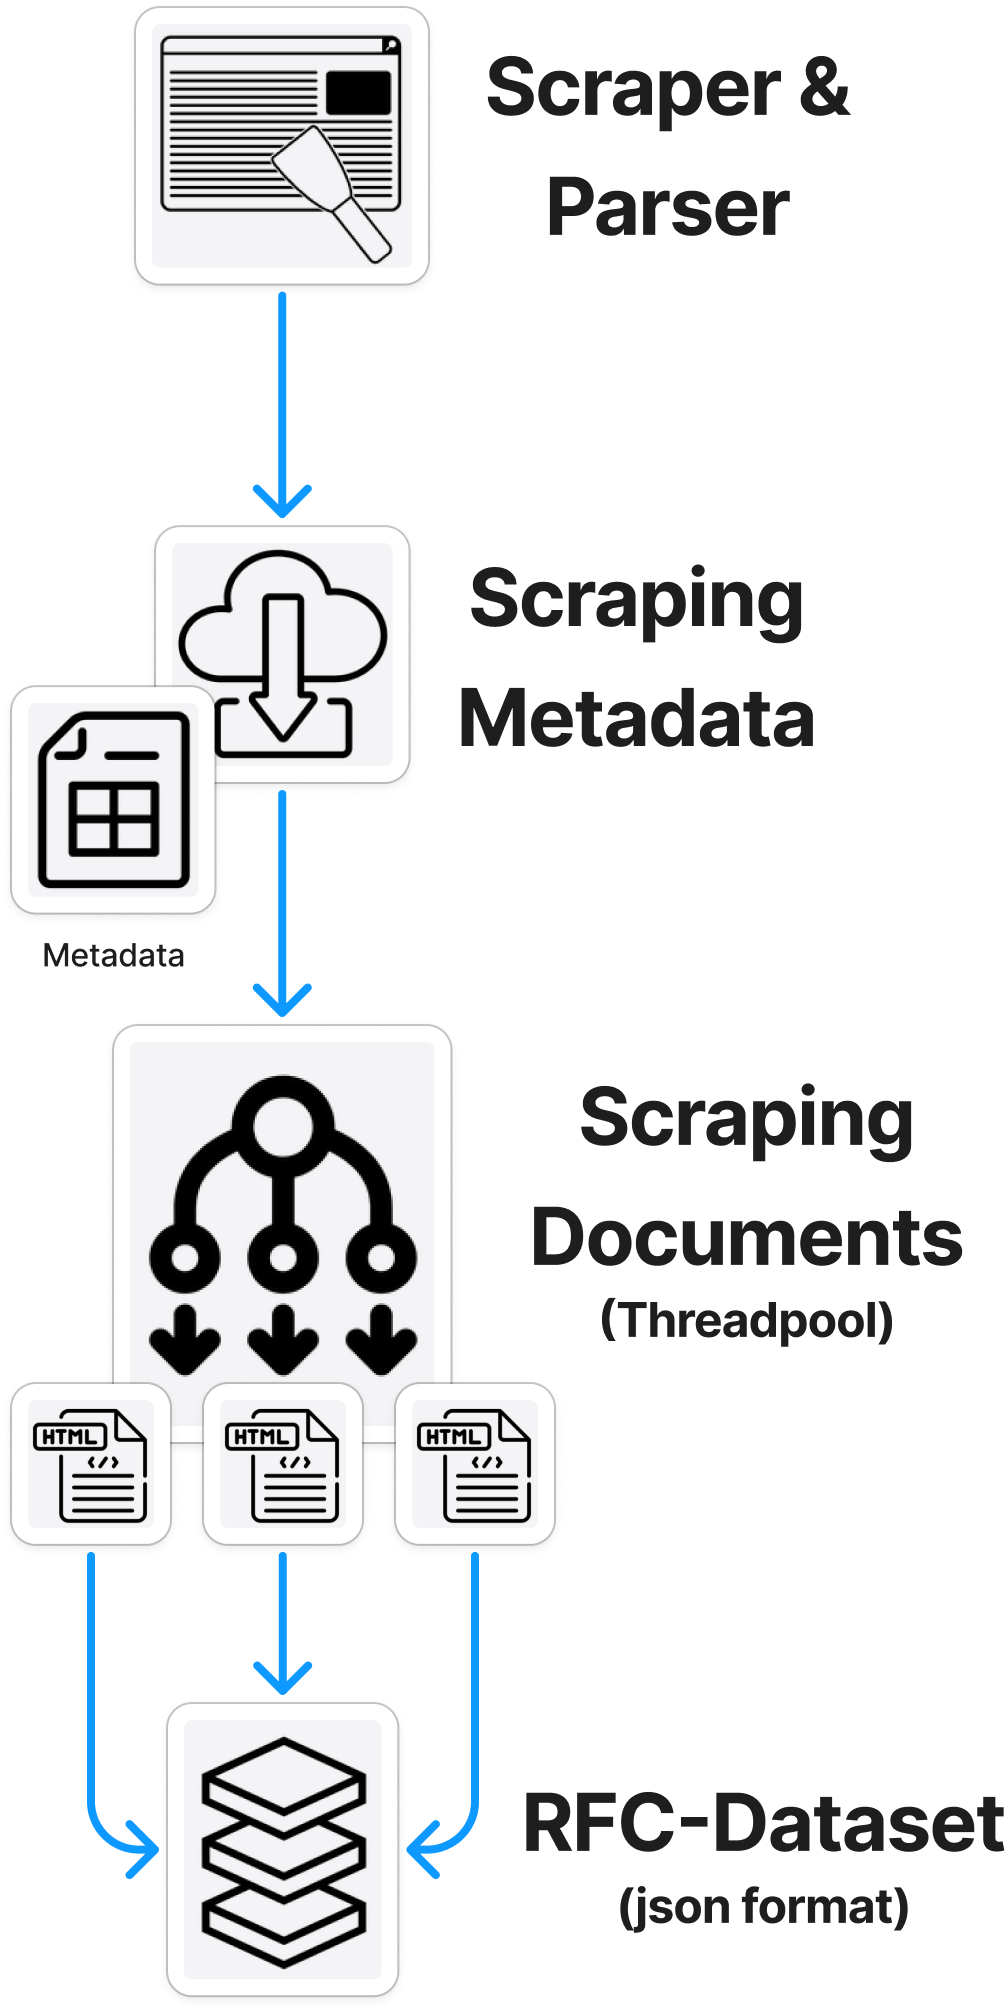 Scraper &
Parser
Scraping
Metadata
Metadata
Scraping
Documents
(Threadpool)
HTML
</>
HTML
</>
HTML
</>
RFC-Dataset
(json format)